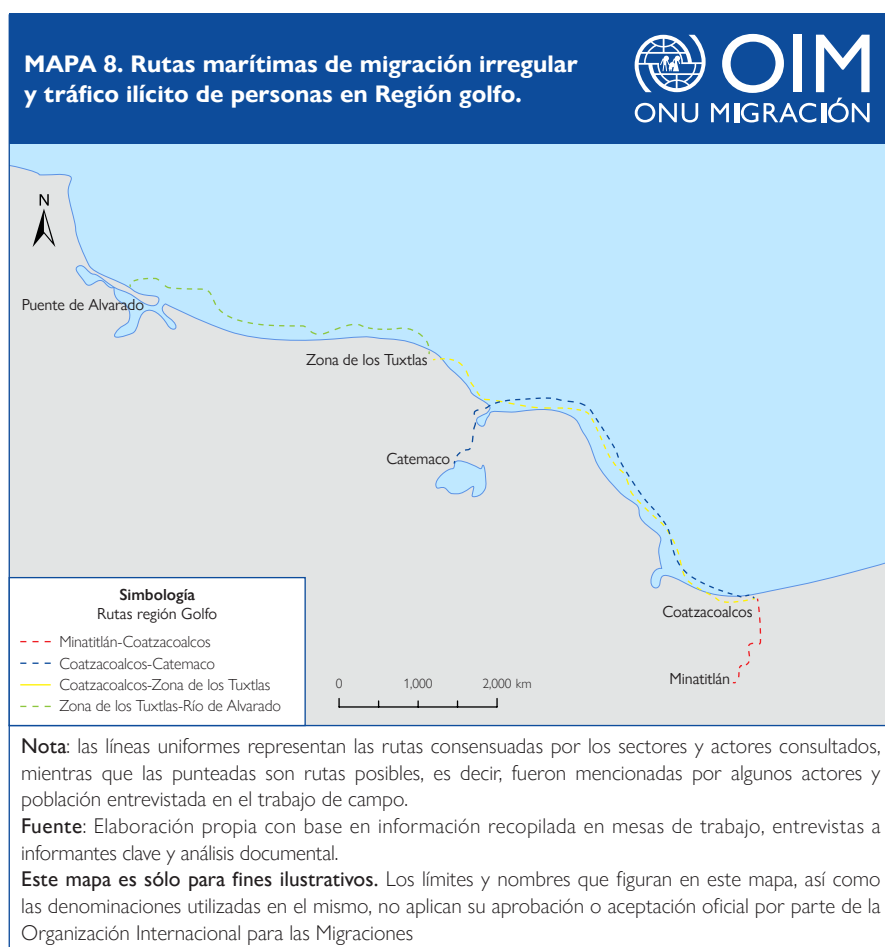 MAPA 8. Rutas marítimas de migración irregular
y tráfico ilícito de personas en Región golfo.
OIM
ONU MIGRACIÓN
N
Puente de Alvarado
Zona de los Tuxtlas
Catemaco
Coatzacoalcos
Minatitlán
Simbología
Rutas región Golfo
Minatitlán-Coatzacoalcos
Coatzacoalcos-Catemaco
Coatzacoalcos-Zona de los Tuxtlas
Zona de los Tuxtlas-Río de Alvarado
0 1,000 2,000 km
Nota: las líneas uniformes representan las rutas consensuadas por los sectores y actores consultados,
mientras que las punteadas son rutas posibles, es decir, fueron mencionadas por algunos actores y
población entrevistada en el trabajo de campo.
Fuente: Elaboración propia con base en información recopilada en mesas de trabajo, entrevistas a
informantes clave y análisis documental.
Este mapa es sólo para fines ilustrativos. Los límites y nombres que figuran en este mapa, así como
las denominaciones utilizadas en el mismo, no aplican su aprobación o aceptación oficial por parte de la
Organización Internacional para las Migraciones